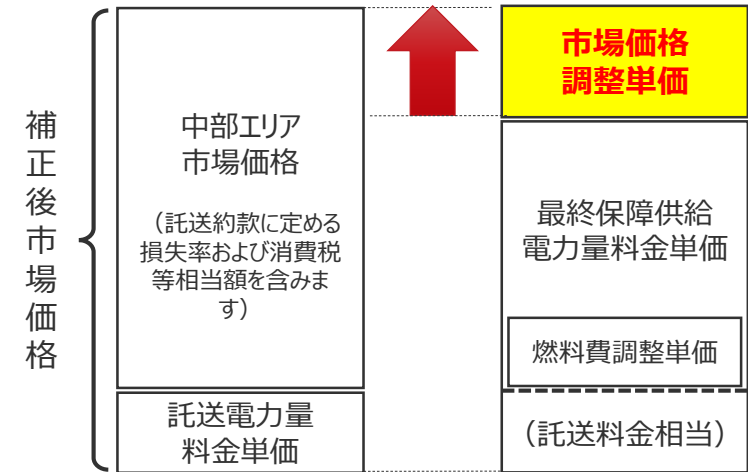 補正後市場価格
中部エリア
市場価格
（託送約款に定める
損失率および消費税
等相当額を含みま
す）
託送電力量
料金単価
市場価格
調整単価
最終保障供給
電力量料金単価
燃料費調整単価
（託送料金相当）